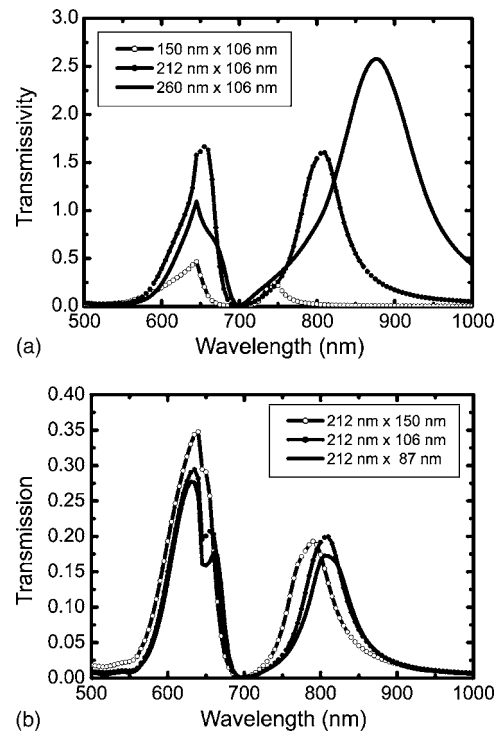 3.0
2.5
2.0
1.5
1.0
0.5
0.0
Transmissivity
150 nm x 106 nm
212 nm x 106 nm
260 nm x 106 nm
500 600 700 800 900 1000
Wavelength (nm)
(a)
0.40
0.35
0.30
0.25
0.20
0.15
0.10
0.05
0.00
Transmission
212 nm x 150 nm
212 nm x 106 nm
212 nm x 87 nm
500 600 700 800 900 1000
Wavelength (nm)
(b)